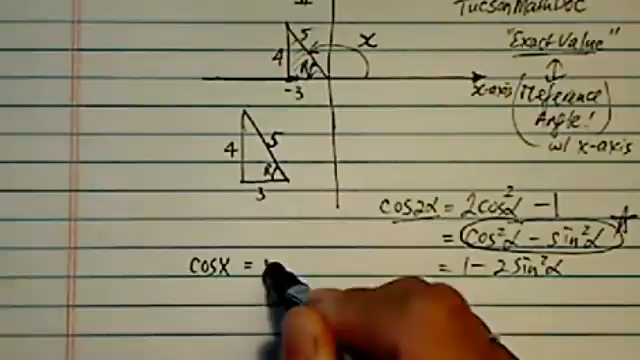 TucsonMathDoc
II
"Exact Value"
x
5
4
R
-3
x-axis
(Reference
Angle!)
w/ x-axis
4
5
R
3
cos2α = 2cos²α - 1
= cos²α - sin²α
cosx =
= 1 - 2sin²α